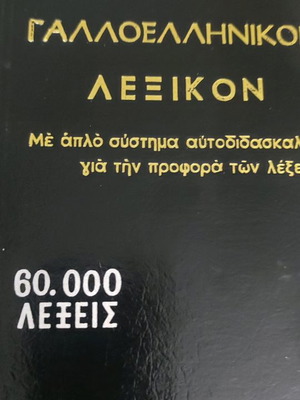 ΓΑΛΛΟΕΛΛΗΝΙΚΟ
ΛΕΞΙΚΟΝ
Μὲ ἁπλὸ σύστημα αὐτοδιδασκαλ
γιὰ τὴν προφορὰ τῶν λέξε
60.000
ΛΕΞΕΙΣ